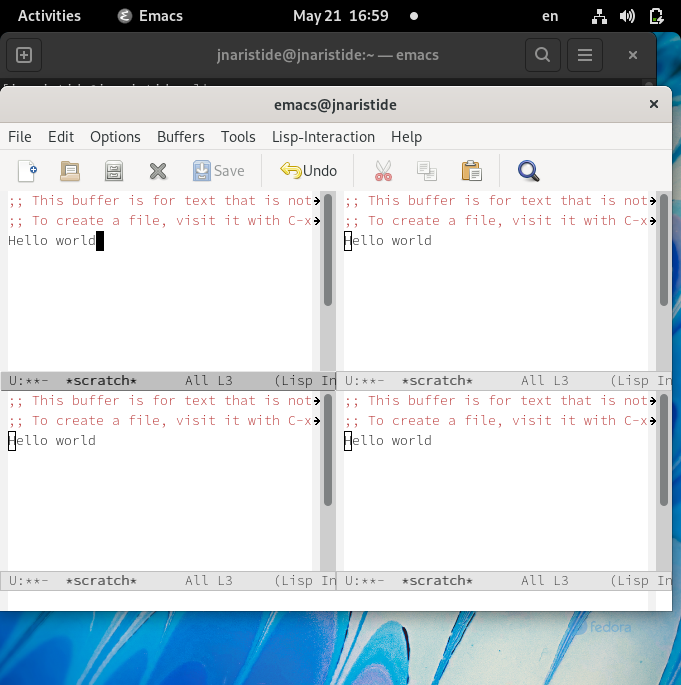 Activities Emacs May 21 16:59 en
jnaristide@jnaristide:~ — emacs
emacs@jnaristide
File Edit Options Buffers Tools Lisp-Interaction Help
Save Undo
;; This buffer is for text that is not
;; To create a file, visit it with C-x
Hello world
U:**- *scratch* All L3 (Lisp In
;; This buffer is for text that is not
;; To create a file, visit it with C-x
Hello world
U:**- *scratch* All L3 (Lisp In
;; This buffer is for text that is not
;; To create a file, visit it with C-x
Hello world
U:**- *scratch* All L3 (Lisp In
;; This buffer is for text that is not
;; To create a file, visit it with C-x
Hello world
U:**- *scratch* All L3 (Lisp In
fedora